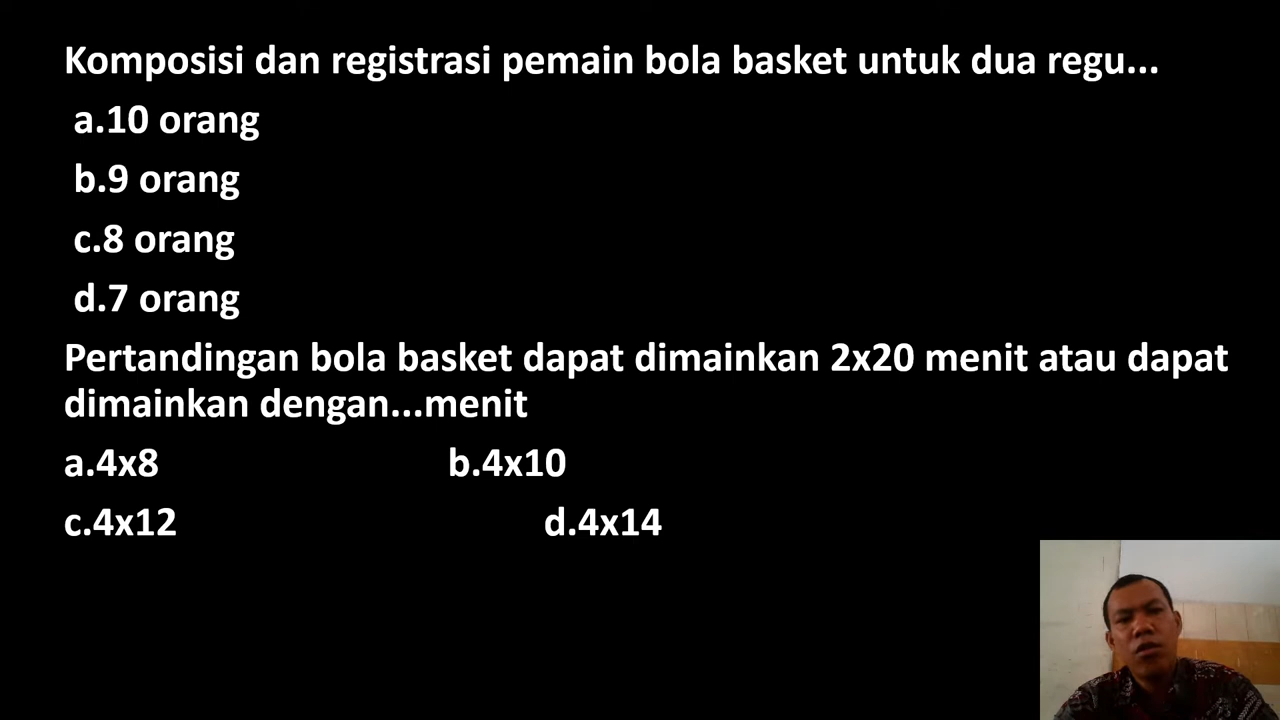 Komposisi dan registrasi pemain bola basket untuk dua regu...
a.10 orang
b.9 orang
c.8 orang
d.7 orang
Pertandingan bola basket dapat dimainkan 2x20 menit atau dapat
dimainkan dengan...menit
a.4x8 b.4x10
c.4x12 d.4x14